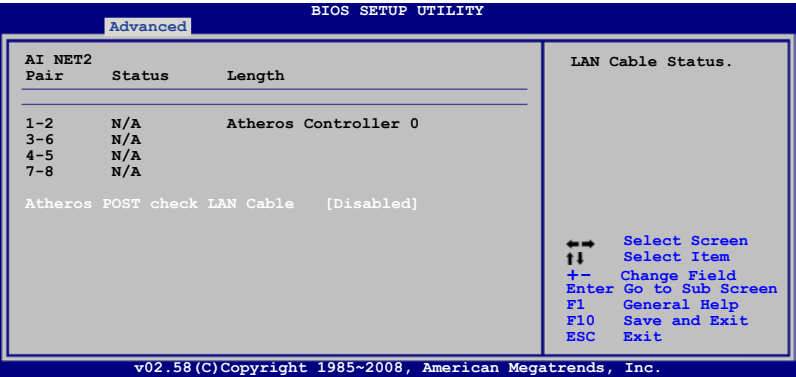 BIOS SETUP UTILITY
Advanced
AI NET2
Pair Status Length
1-2 N/A Atheros Controller 0
3-6 N/A
4-5 N/A
7-8 N/A
Atheros POST check LAN Cable [Disabled]
LAN Cable Status.
←→ Select Screen
↑↓ Select Item
+- Change Field
Enter Go to Sub Screen
F1 General Help
F10 Save and Exit
ESC Exit
v02.58(C)Copyright 1985~2008, American Megatrends, Inc.